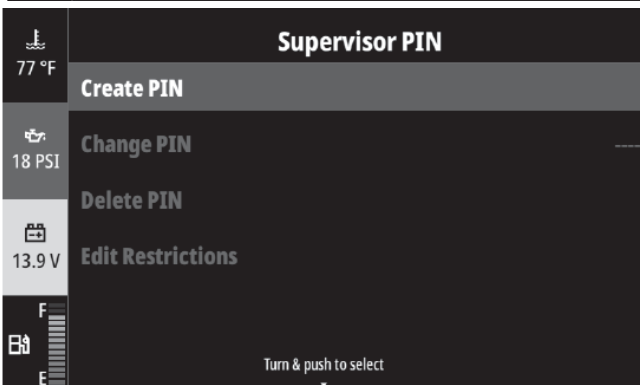 Supervisor PIN
77 °F
Create PIN
Change PIN ----
18 PSI
Delete PIN
13.9 V
Edit Restrictions
F
E
Turn & push to select